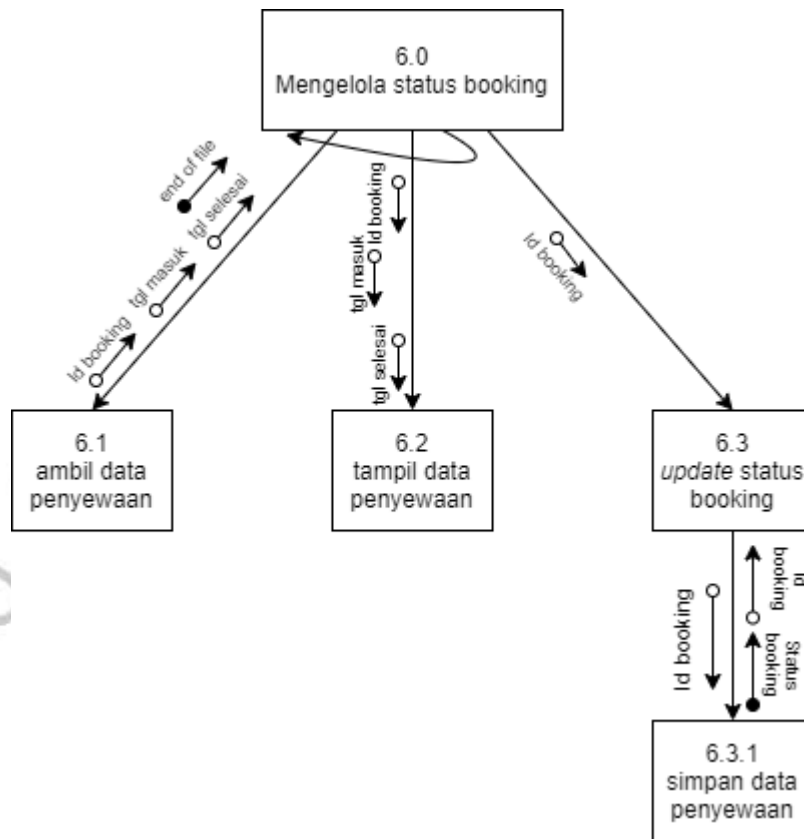 6.0
Mengelola status booking
end of file
tgl selesai
tgl masuk
Id booking
Id booking
tgl masuk
tgl selesai
Id booking
6.1
ambil data
penyewaan
6.2
tampil data
penyewaan
6.3
update status
booking
Id booking
Id
booking
Status
booking
6.3.1
simpan data
penyewaan